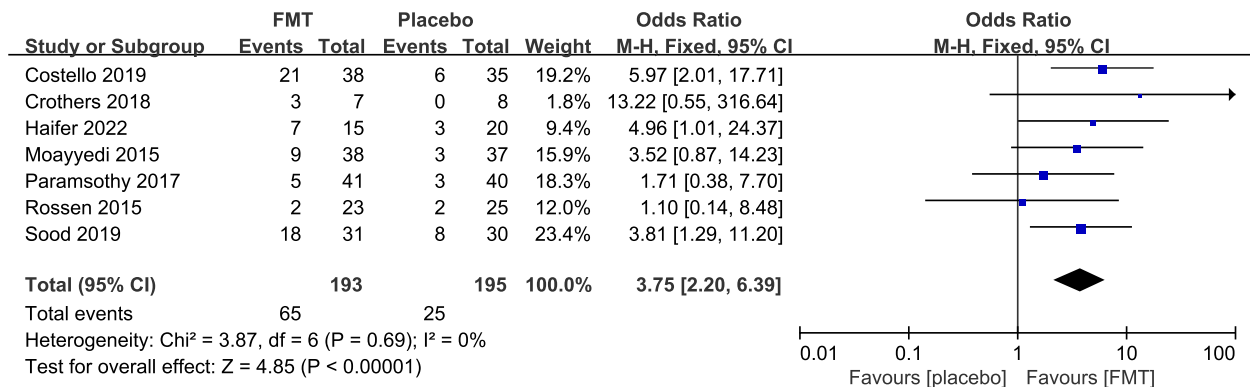 FMT Placebo Odds Ratio Odds Ratio
Study or Subgroup Events Total Events Total Weight M-H, Fixed, 95% CI M-H, Fixed, 95% CI
Costello 2019 21 38 6 35 19.2% 5.97 [2.01, 17.71]
Crothers 2018 3 7 0 8 1.8% 13.22 [0.55, 316.64]
Haifer 2022 7 15 3 20 9.4% 4.96 [1.01, 24.37]
Moayyedi 2015 9 38 3 37 15.9% 3.52 [0.87, 14.23]
Paramsothy 2017 5 41 3 40 18.3% 1.71 [0.38, 7.70]
Rossen 2015 2 23 2 25 12.0% 1.10 [0.14, 8.48]
Sood 2019 18 31 8 30 23.4% 3.81 [1.29, 11.20]
Total (95% CI) 193 195 100.0% 3.75 [2.20, 6.39]
Total events 65 25
Heterogeneity: Chi² = 3.87, df = 6 (P = 0.69); I² = 0%
Test for overall effect: Z = 4.85 (P < 0.00001)
0.01 0.1 1 10 100
Favours [placebo] Favours [FMT]